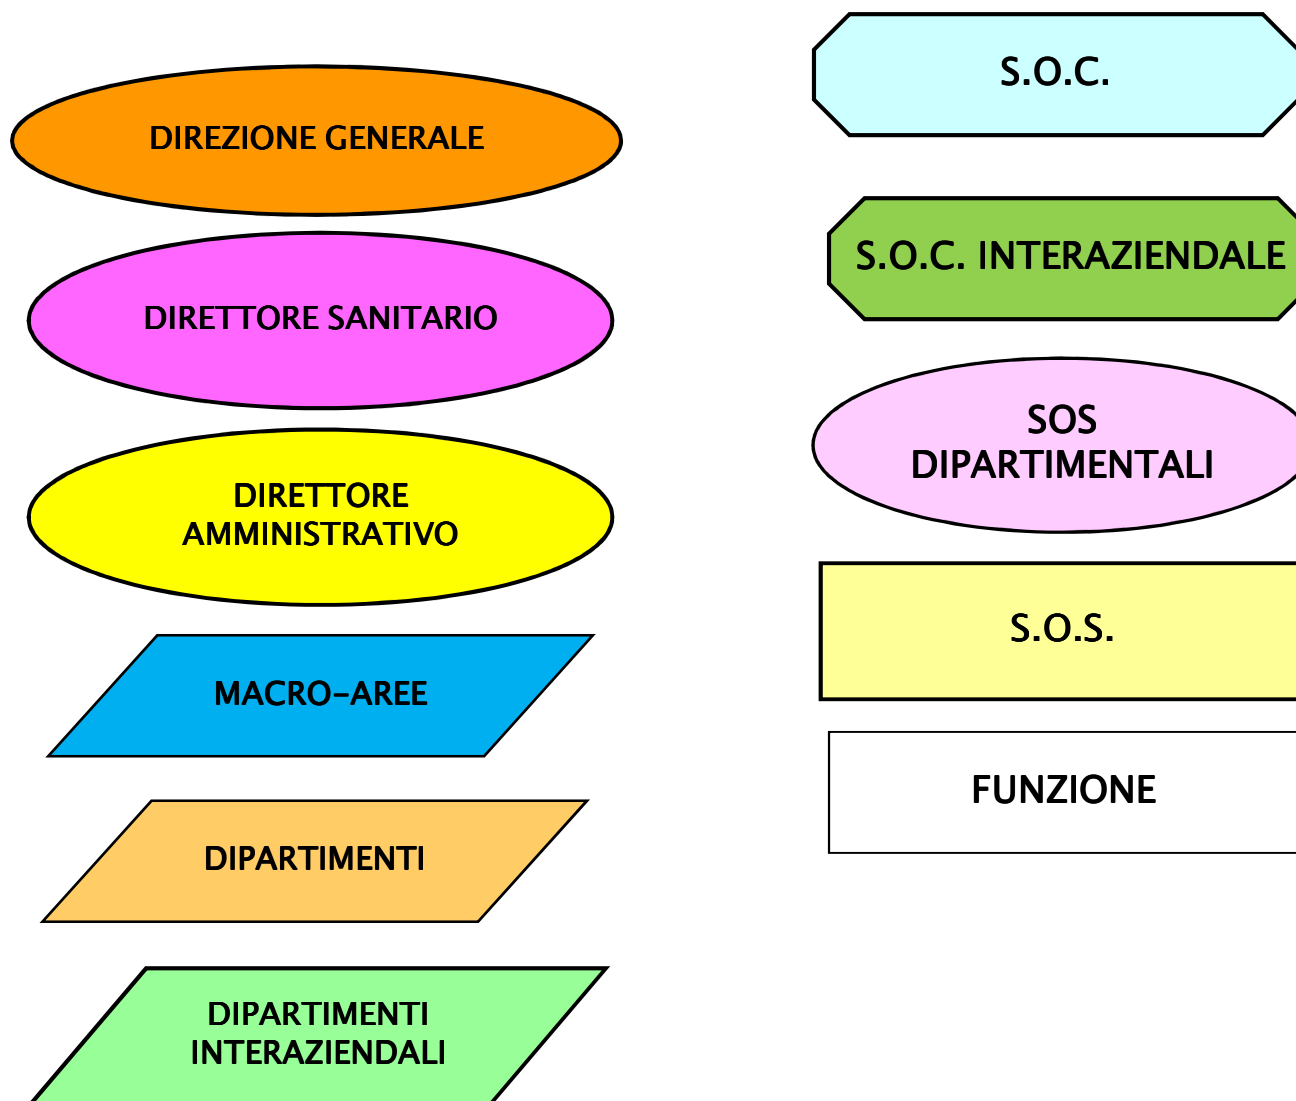 DIREZIONE GENERALE
DIRETTORE SANITARIO
DIRETTORE
AMMINISTRATIVO
MACRO-AREE
DIPARTIMENTI
DIPARTIMENTI
INTERAZIENDALI
S.O.C.
S.O.C. INTERAZIENDALE
SOS
DIPARTIMENTALI
S.O.S.
FUNZIONE